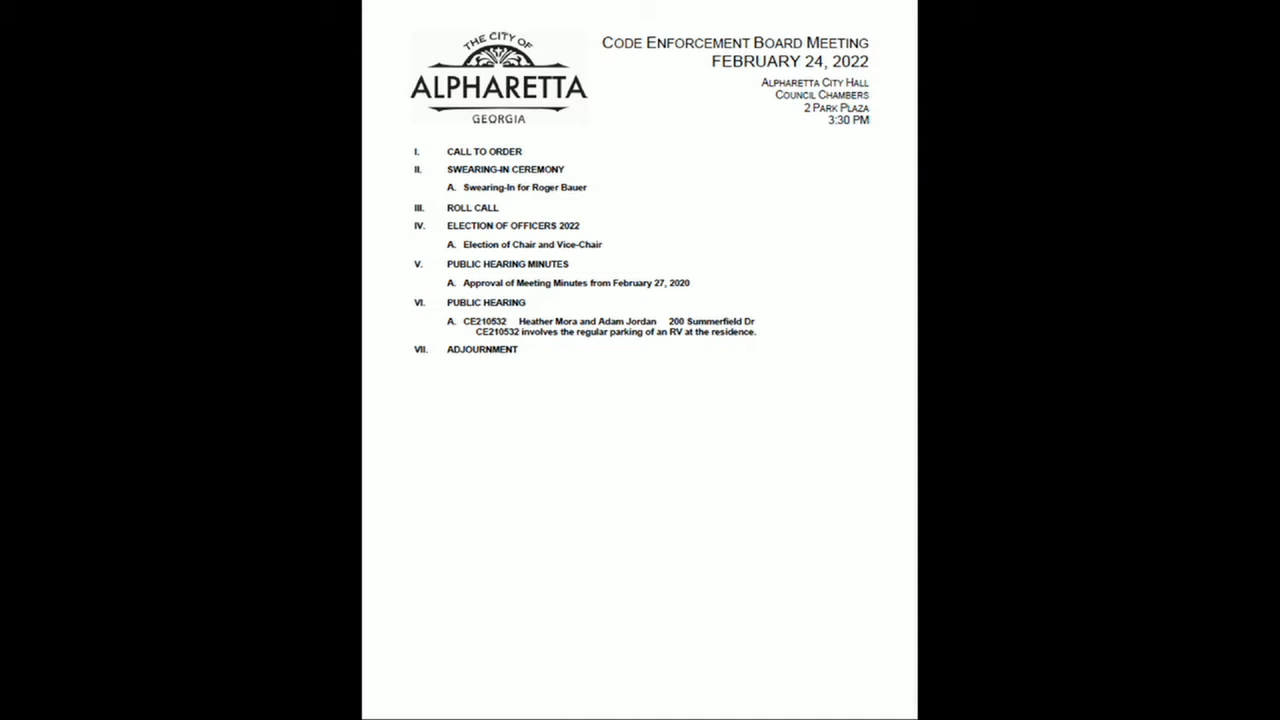 THE CITY OF
ALPHARETTA
GEORGIA
CODE ENFORCEMENT BOARD MEETING
FEBRUARY 24, 2022
ALPHARETTA CITY HALL
COUNCIL CHAMBERS
2 PARK PLAZA
3:30 PM
I. CALL TO ORDER
II. SWEARING-IN CEREMONY
A. Swearing-In for Roger Bauer
III. ROLL CALL
IV. ELECTION OF OFFICERS 2022
A. Election of Chair and Vice-Chair
V. PUBLIC HEARING MINUTES
A. Approval of Meeting Minutes from February 27, 2020
VI. PUBLIC HEARING
A. CE210532 Heather Mora and Adam Jordan 200 Summerfield Dr
CE210532 involves the regular parking of an RV at the residence.
VII. ADJOURNMENT